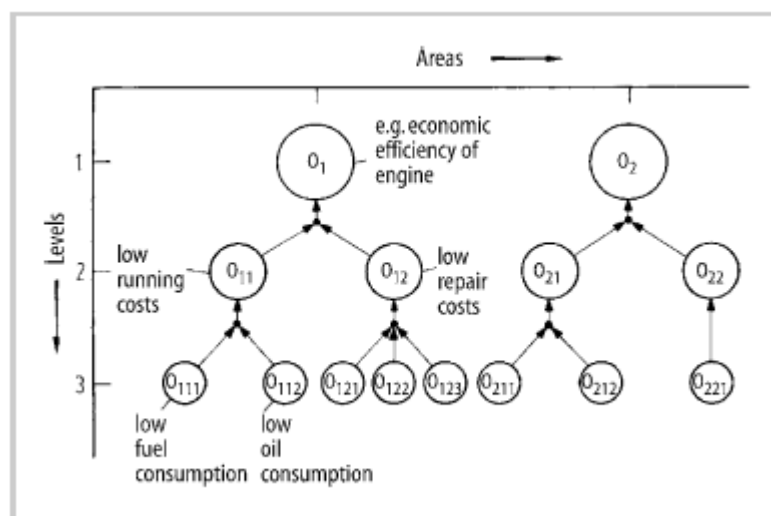 Areas
e.g. economic
efficiency of
engine
1
O₁
O₂
Levels
low
running
costs
2
O₁₁
O₁₂
low
repair
costs
O₂₁
O₂₂
3
O₁₁₁
O₁₁₂
O₁₂₁
O₁₂₂
O₁₂₃
O₂₁₁
O₂₁₂
O₂₂₁
low
fuel
consumption
low
oil
consumption